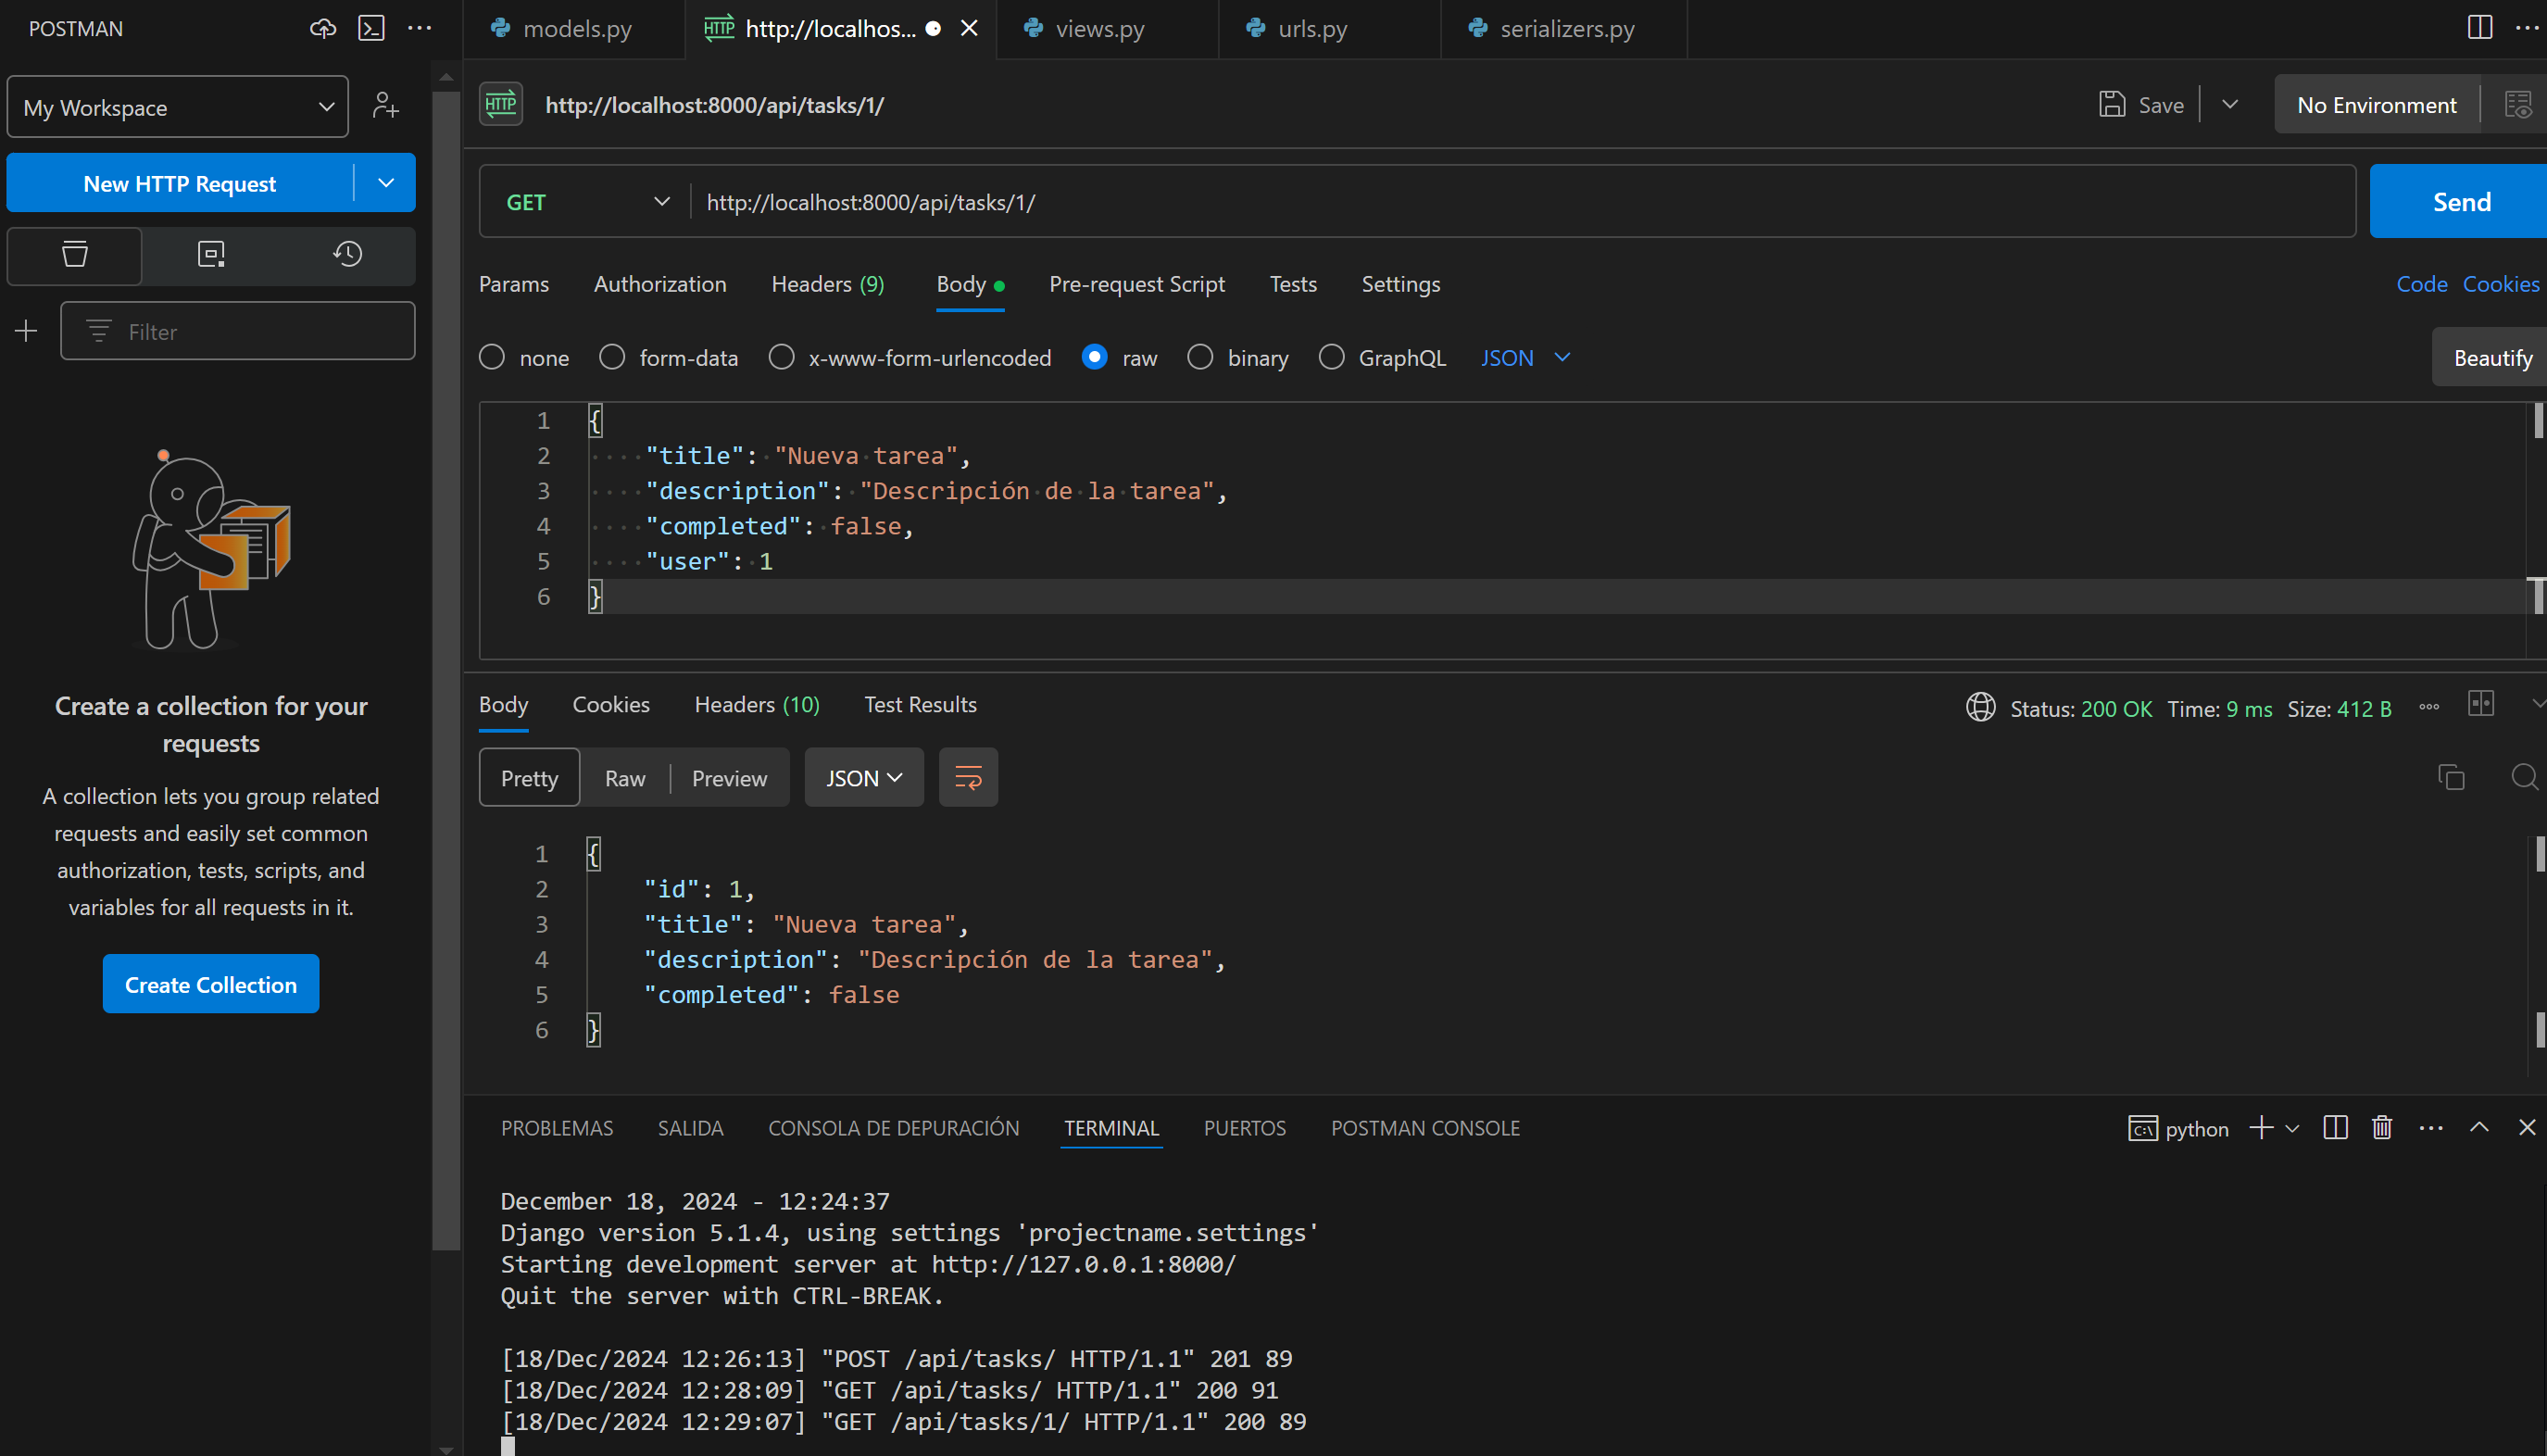 POSTMAN
models.py
HTTP http://localhos...
views.py
urls.py
serializers.py
My Workspace
New HTTP Request
Filter
Create a collection for your
requests
A collection lets you group related
requests and easily set common
authorization, tests, scripts, and
variables for all requests in it.
Create Collection
HTTP http://localhost:8000/api/tasks/1/
Save
No Environment
GET http://localhost:8000/api/tasks/1/
Send
Params Authorization Headers (9) Body Pre-request Script Tests Settings
Code Cookies
none form-data x-www-form-urlencoded raw binary GraphQL JSON
Beautify
1 {
2 ····"title":·"Nueva·tarea",
3 ····"description":·"Descripción·de·la·tarea",
4 ····"completed":·false,
5 ····"user":·1
6 }
Body Cookies Headers (10) Test Results
Status: 200 OK Time: 9 ms Size: 412 B
Pretty Raw Preview JSON
1 {
2 "id": 1,
3 "title": "Nueva tarea",
4 "description": "Descripción de la tarea",
5 "completed": false
6 }
PROBLEMAS SALIDA CONSOLA DE DEPURACIÓN TERMINAL PUERTOS POSTMAN CONSOLE
python
December 18, 2024 - 12:24:37
Django version 5.1.4, using settings 'projectname.settings'
Starting development server at http://127.0.0.1:8000/
Quit the server with CTRL-BREAK.
[18/Dec/2024 12:26:13] "POST /api/tasks/ HTTP/1.1" 201 89
[18/Dec/2024 12:28:09] "GET /api/tasks/ HTTP/1.1" 200 91
[18/Dec/2024 12:29:07] "GET /api/tasks/1/ HTTP/1.1" 200 89